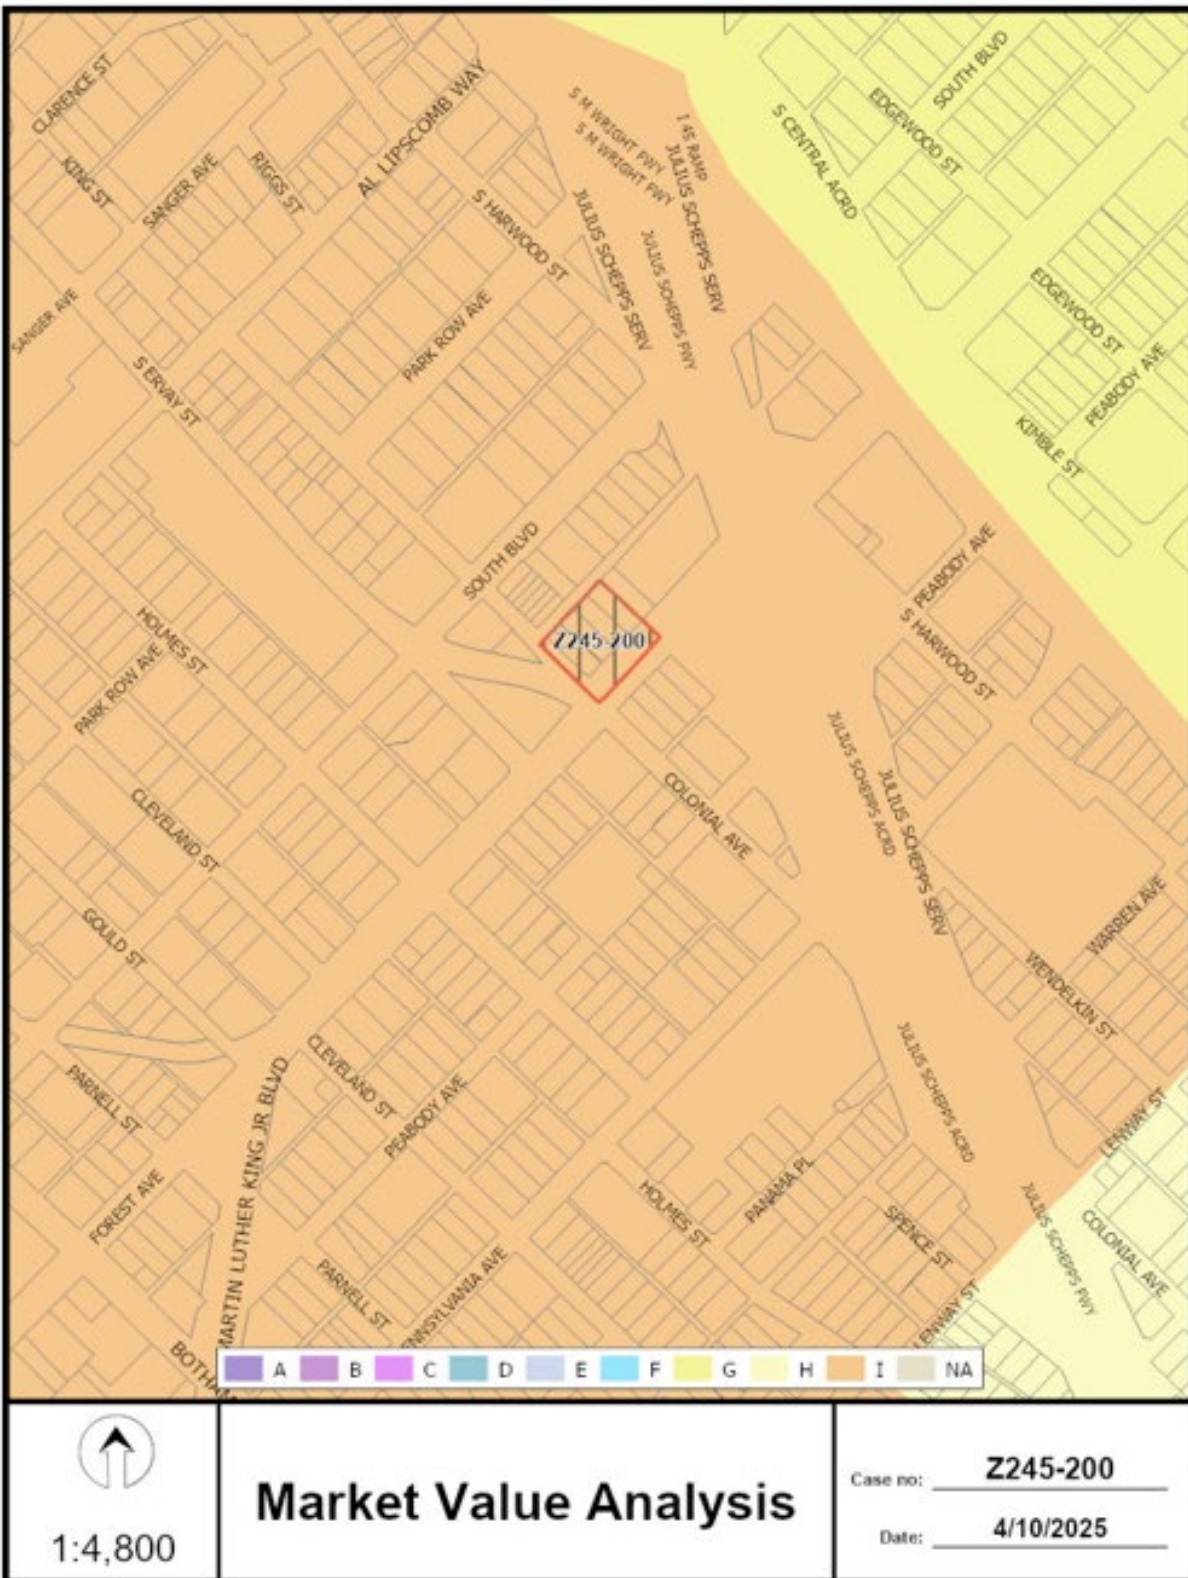 CLARENCE ST
KING ST
SANGER AVE
RIGGS ST
AL LIPSCOMB WAY
S HARWOOD ST
S M WRIGHT FWY
S M WRIGHT FWY
I 45 RAMP
JULIUS SCHEPPS SERV
JULIUS SCHEPPS SERV
JULIUS SCHEPPS FWY
S CENTRAL ACRD
EDGEWOOD ST
SOUTH BLVD
EDGEWOOD ST
PEABODY AVE
KIMBLE ST
SANGER AVE
S ERVAY ST
PARK ROW AVE
SOUTH BLVD
Z245-200
PEABODY AVE
S HARWOOD ST
HOLMES ST
PARK ROW AVE
CLEVELAND ST
GOULD ST
COLONIAL AVE
JULIUS SCHEPPS ACRD
JULIUS SCHEPPS SERV
WARREN AVE
WENDELKIN ST
JULIUS SCHEPPS ACRD
LENWAY ST
PARNELL ST
CLEVELAND ST
PEABODY AVE
MARTIN LUTHER KING JR BLVD
FOREST AVE
PARNELL ST
PENNSYLVANIA AVE
HOLMES ST
PANAMA PL
SPENCE ST
LENWAY ST
JULIUS SCHEPPS FWY
COLONIAL AVE
BOTHAM
A B C D E F G H I NA
1:4,800
Market Value Analysis
Case no: Z245-200
Date: 4/10/2025